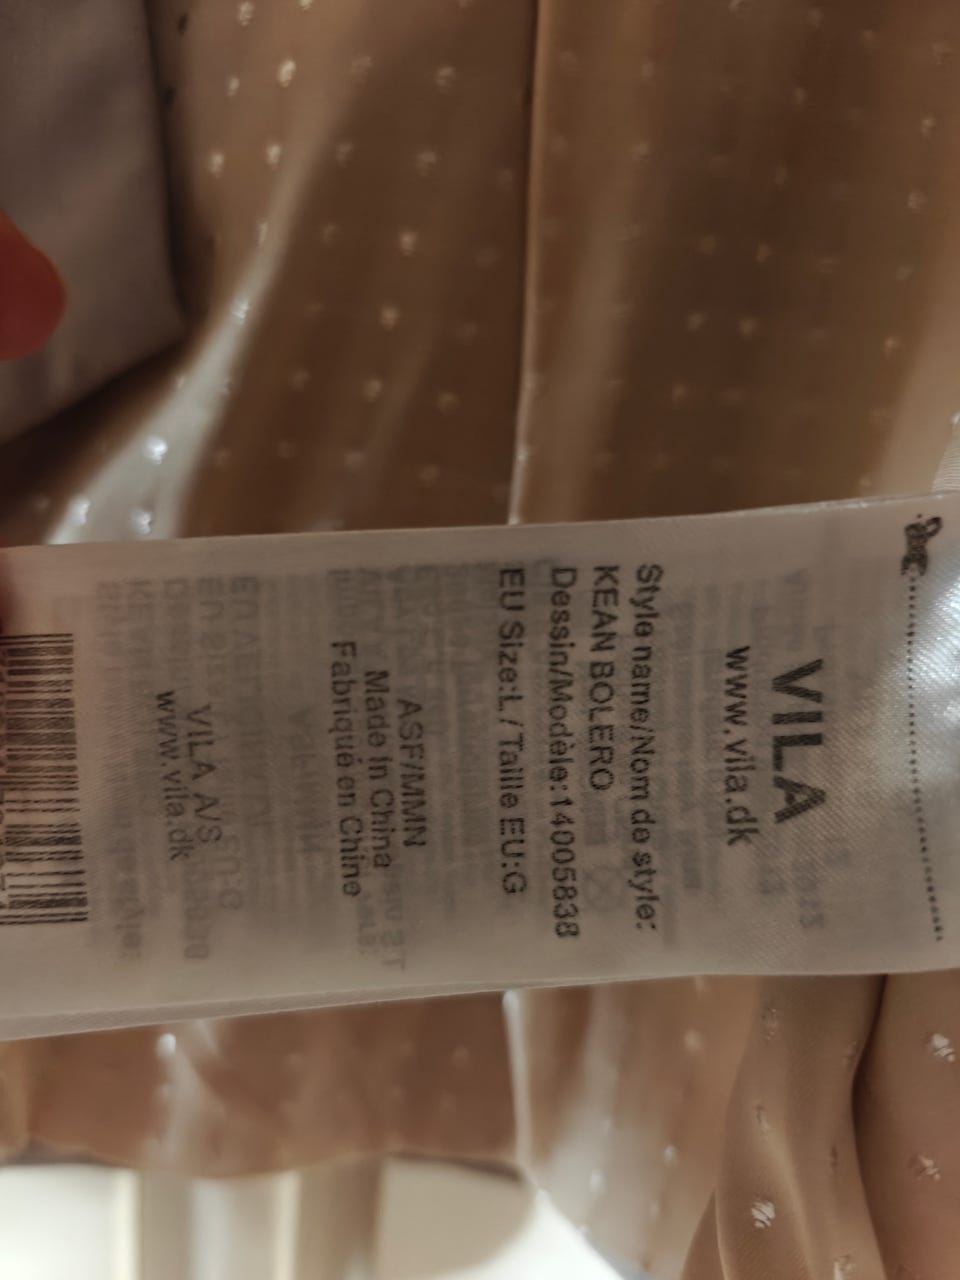 VILA
www.vila.dk
Style name/Nom de style:
KEAN BOLERO
Dessin/Modèle:14005838
EU Size:L / Taille EU:G
ASF/MMN
Made in China
Fabriqué en Chine
VILA A/S
www.vila.dk